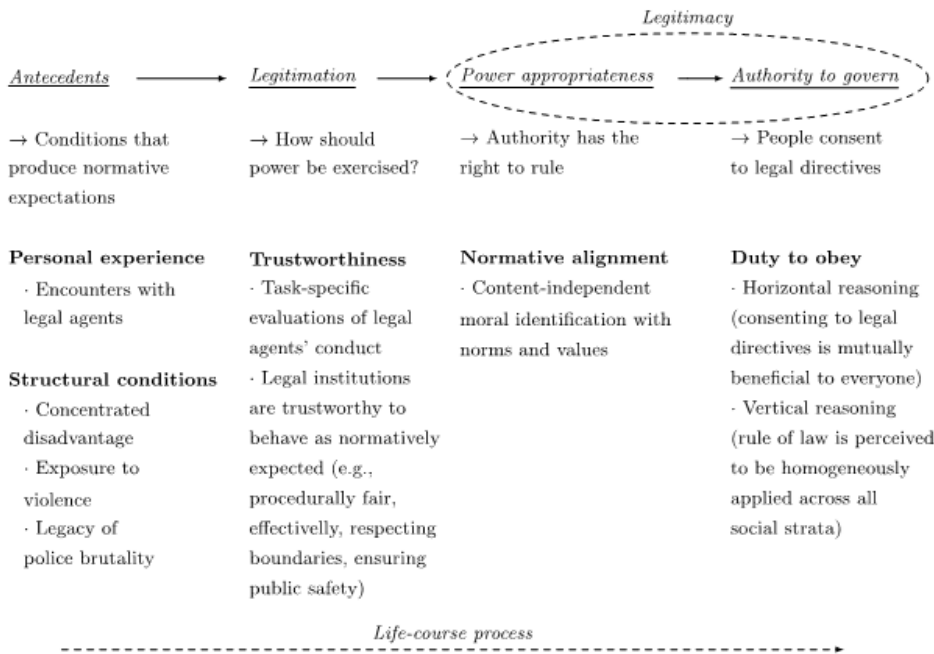 Legitimacy
Antecedents
Legitimation
Power appropriateness
Authority to govern
→ Conditions that
produce normative
expectations
→ How should
power be exercised?
→ Authority has the
right to rule
→ People consent
to legal directives
Personal experience
· Encounters with
legal agents
Structural conditions
· Concentrated
disadvantage
· Exposure to
violence
· Legacy of
police brutality
Trustworthiness
· Task-specific
evaluations of legal
agents' conduct
· Legal institutions
are trustworthy to
behave as normatively
expected (e.g.,
procedurally fair,
effectivelly, respecting
boundaries, ensuring
public safety)
Normative alignment
· Content-independent
moral identification with
norms and values
Duty to obey
· Horizontal reasoning
(consenting to legal
directives is mutually
beneficial to everyone)
· Vertical reasoning
(rule of law is perceived
to be homogeneously
applied across all
social strata)
Life-course process